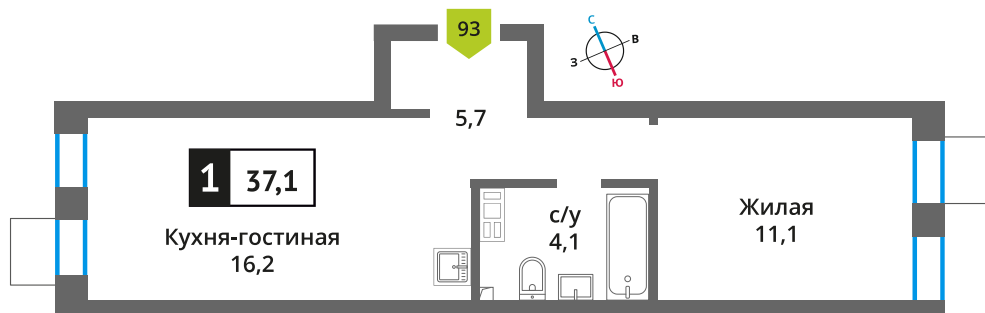 93
С
В
З
Ю
5,7
1 37,1
Кухня-гостиная
16,2
с/у
4,1
Жилая
11,1